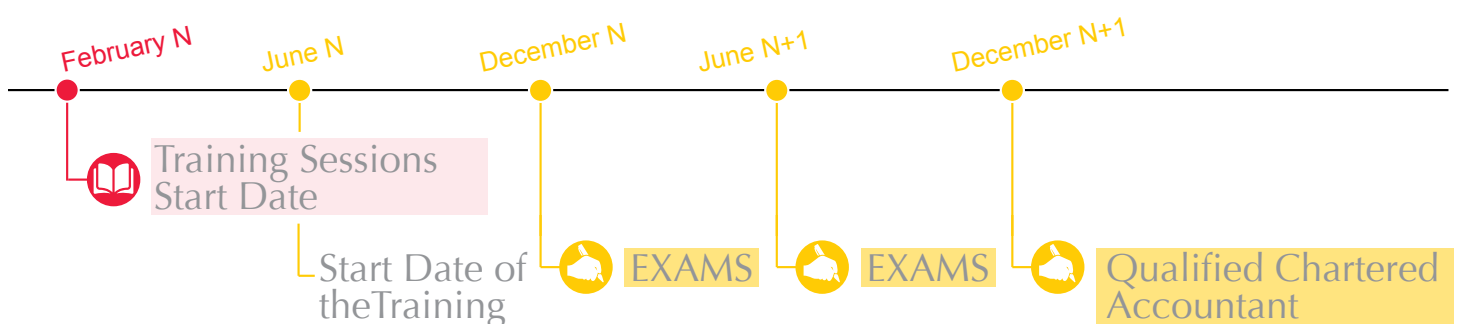 February N
June N
December N
June N+1
December N+1
Training Sessions
Start Date
Start Date of
theTraining
EXAMS
EXAMS
Qualified Chartered
Accountant